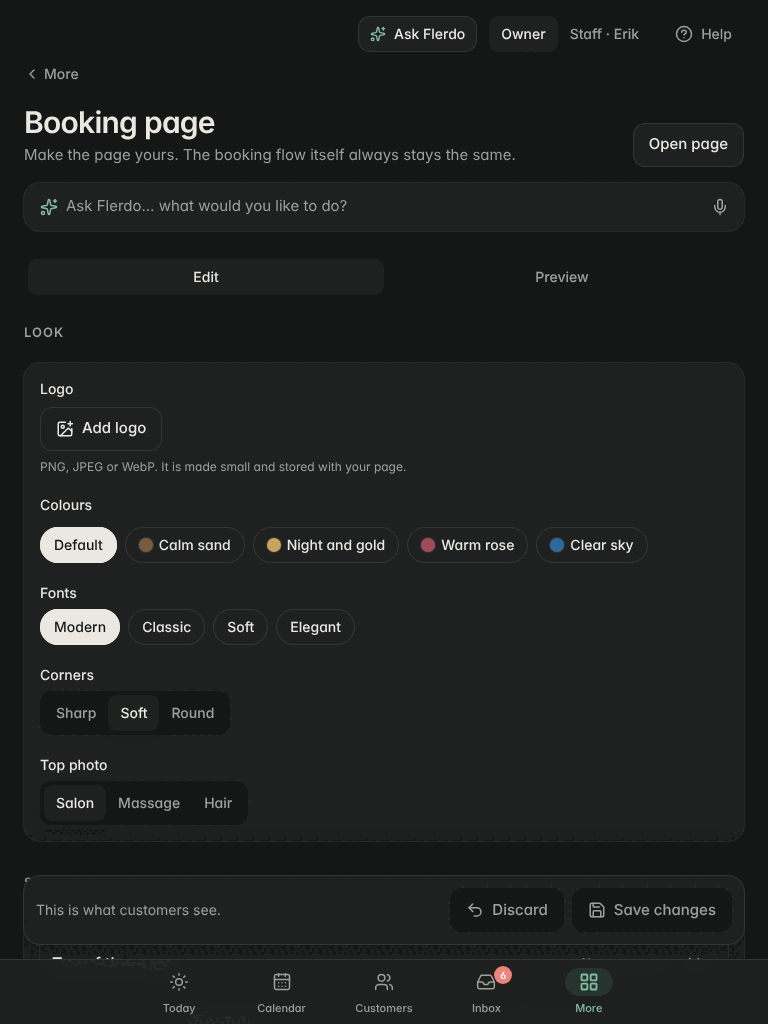 Ask Flerdo
Owner
Staff · Erik
Help
More
Booking page
Make the page yours. The booking flow itself always stays the same.
Open page
Ask Flerdo... what would you like to do?
Edit
Preview
LOOK
Logo
Add logo
PNG, JPEG or WebP. It is made small and stored with your page.
Colours
Default
Calm sand
Night and gold
Warm rose
Clear sky
Fonts
Modern
Classic
Soft
Elegant
Corners
Sharp
Soft
Round
Top photo
Salon
Massage
Hair
This is what customers see.
Discard
Save changes
Today
Calendar
Customers
6
Inbox
More